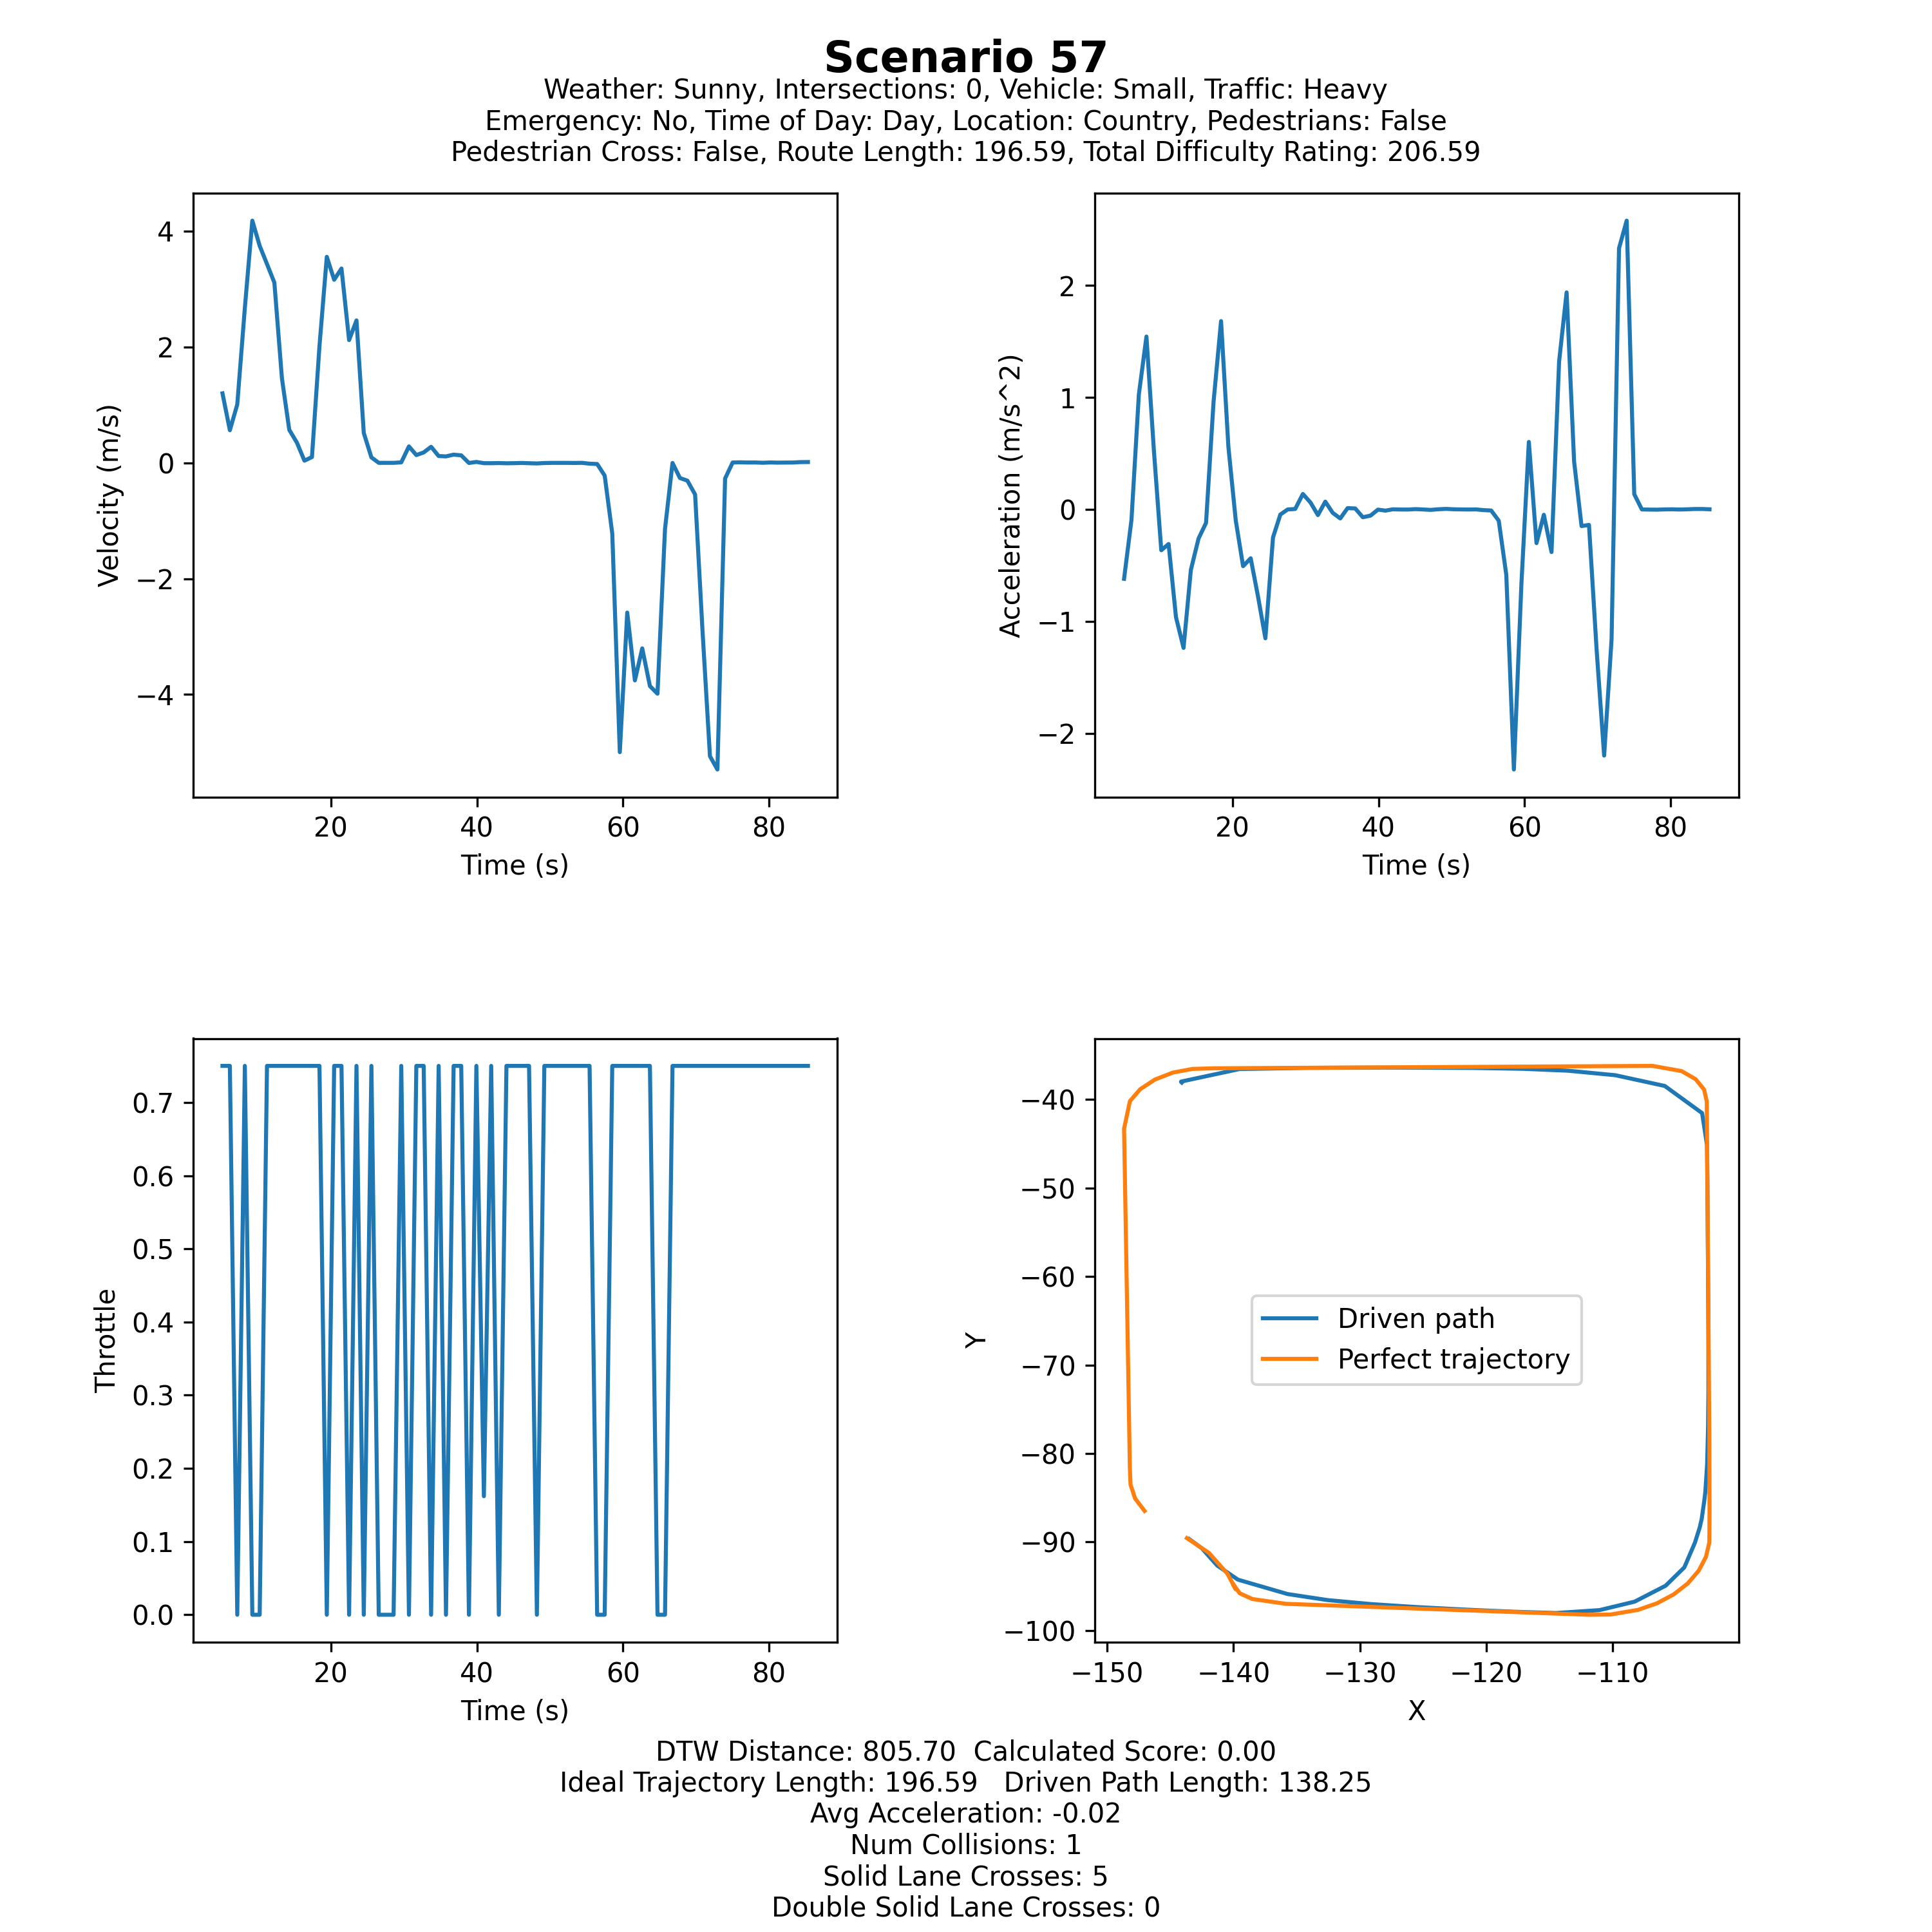 Scenario 57
Weather: Sunny, Intersections: 0, Vehicle: Small, Traffic: Heavy
Emergency: No, Time of Day: Day, Location: Country, Pedestrians: False
Pedestrian Cross: False, Route Length: 196.59, Total Difficulty Rating: 206.59
4
2
0
−2
−4
Velocity (m/s)
20 40 60 80
Time (s)
2
1
0
−1
−2
Acceleration (m/s^2)
20 40 60 80
Time (s)
0.7
0.6
0.5
0.4
0.3
0.2
0.1
0.0
Throttle
20 40 60 80
Time (s)
−40
−50
−60
−70
−80
−90
−100
Y
Driven path
Perfect trajectory
−150 −140 −130 −120 −110
X
DTW Distance: 805.70  Calculated Score: 0.00
Ideal Trajectory Length: 196.59   Driven Path Length: 138.25
Avg Acceleration: -0.02
Num Collisions: 1
Solid Lane Crosses: 5
Double Solid Lane Crosses: 0